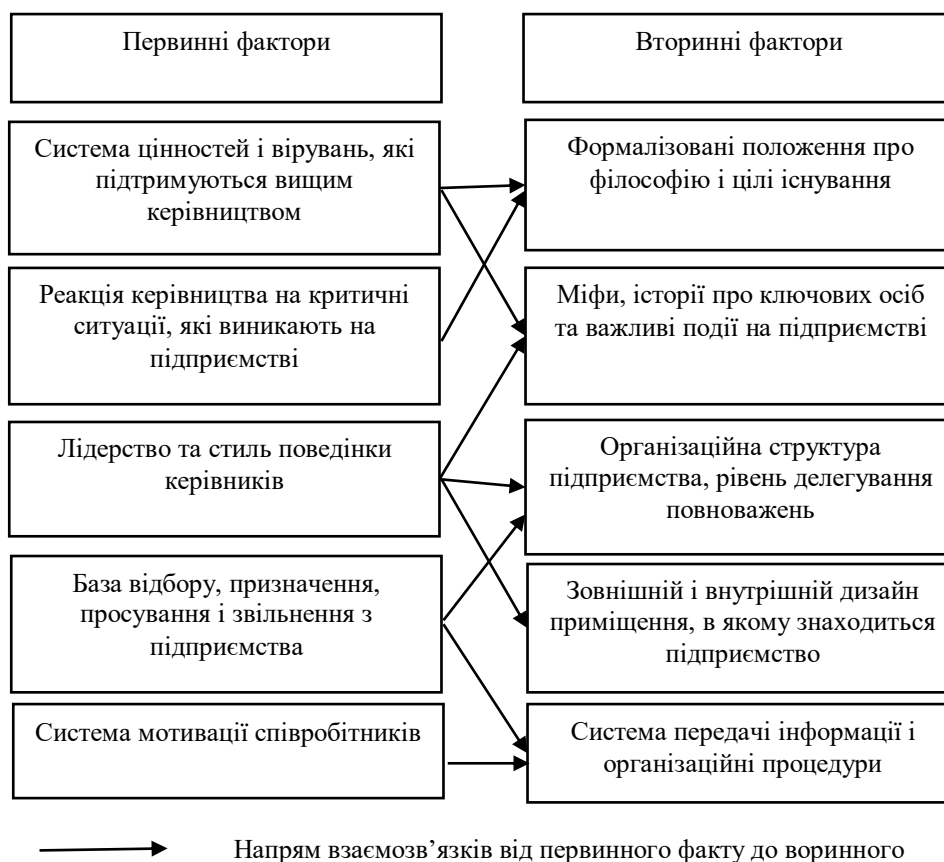 Первинні фактори
Вторинні фактори
Система цінностей і вірувань, які
підтримуються вищим
керівництвом
Формалізовані положення про
філософію і цілі існування
Реакція керівництва на критичні
ситуації, які виникають на
підприємстві
Міфи, історії про ключових осіб
та важливі події на підприємстві
Лідерство та стиль поведінки
керівників
Організаційна структура
підприємства, рівень делегування
повноважень
База відбору, призначення,
просування і звільнення з
підприємства
Зовнішній і внутрішній дизайн
приміщення, в якому знаходиться
підприємство
Система мотивації співробітників
Система передачі інформації і
організаційні процедури
Напрям взаємозв’язків від первинного факту до воринного